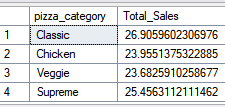 pizza_category Total_Sales
1 Classic 26.9059602306976
2 Chicken 23.9551375322885
3 Veggie 23.6825910258677
4 Supreme 25.4563112111462